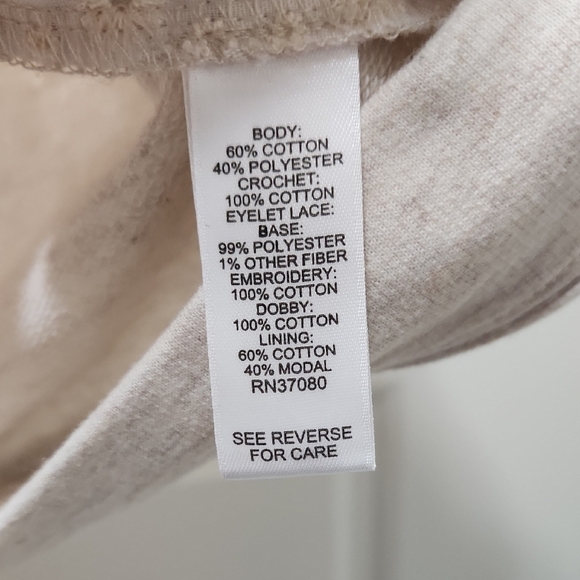 BODY:
60% COTTON
40% POLYESTER
CROCHET:
100% COTTON
EYELET LACE:
BASE:
99% POLYESTER
1% OTHER FIBER
EMBROIDERY:
100% COTTON
DOBBY:
100% COTTON
LINING:
60% COTTON
40% MODAL
RN37080
SEE REVERSE
FOR CARE